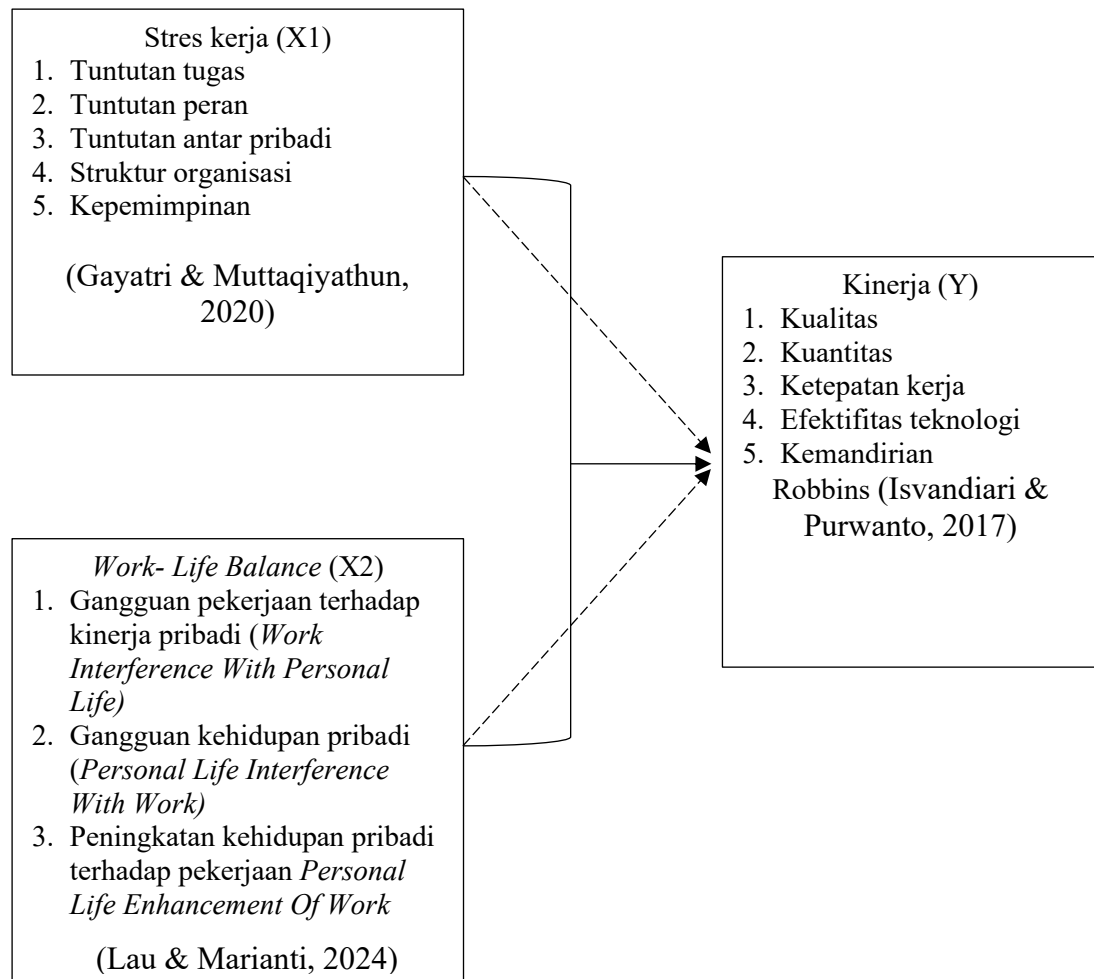 Stres kerja (X1)
1. Tuntutan tugas
2. Tuntutan peran
3. Tuntutan antar pribadi
4. Struktur organisasi
5. Kepemimpinan
(Gayatri & Muttaqiyathun,
2020)
Kinerja (Y)
1. Kualitas
2. Kuantitas
3. Ketepatan kerja
4. Efektifitas teknologi
5. Kemandirian
Robbins (Isvandiari &
Purwanto, 2017)
Work- Life Balance (X2)
1. Gangguan pekerjaan terhadap
kinerja pribadi (Work
Interference With Personal
Life)
2. Gangguan kehidupan pribadi
(Personal Life Interference
With Work)
3. Peningkatan kehidupan pribadi
terhadap pekerjaan Personal
Life Enhancement Of Work
(Lau & Marianti, 2024)